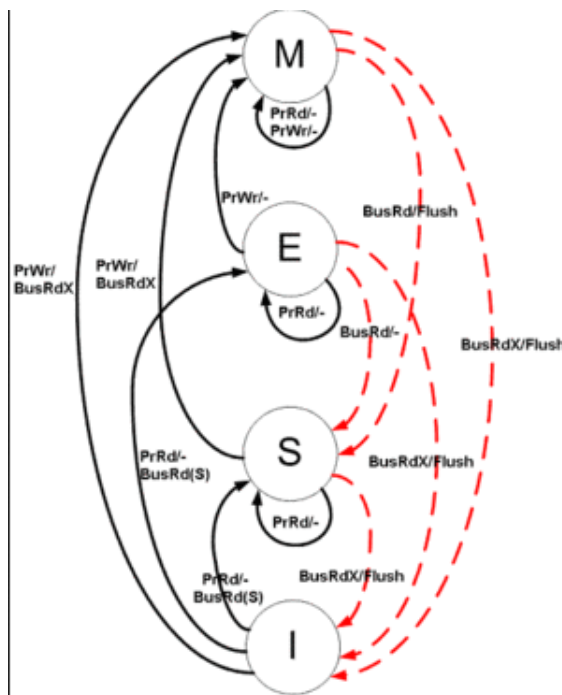 M
PrRd/-
PrWr/-
PrWr/-
BusRd/Flush
E
PrWr/
BusRdX
PrWr/
BusRdX
PrRd/-
BusRd/-
BusRdX/Flush
S
PrRd/-
BusRd(S)
BusRdX/Flush
PrRd/-
PrRd/-
BusRd(S)
BusRdX/Flush
I